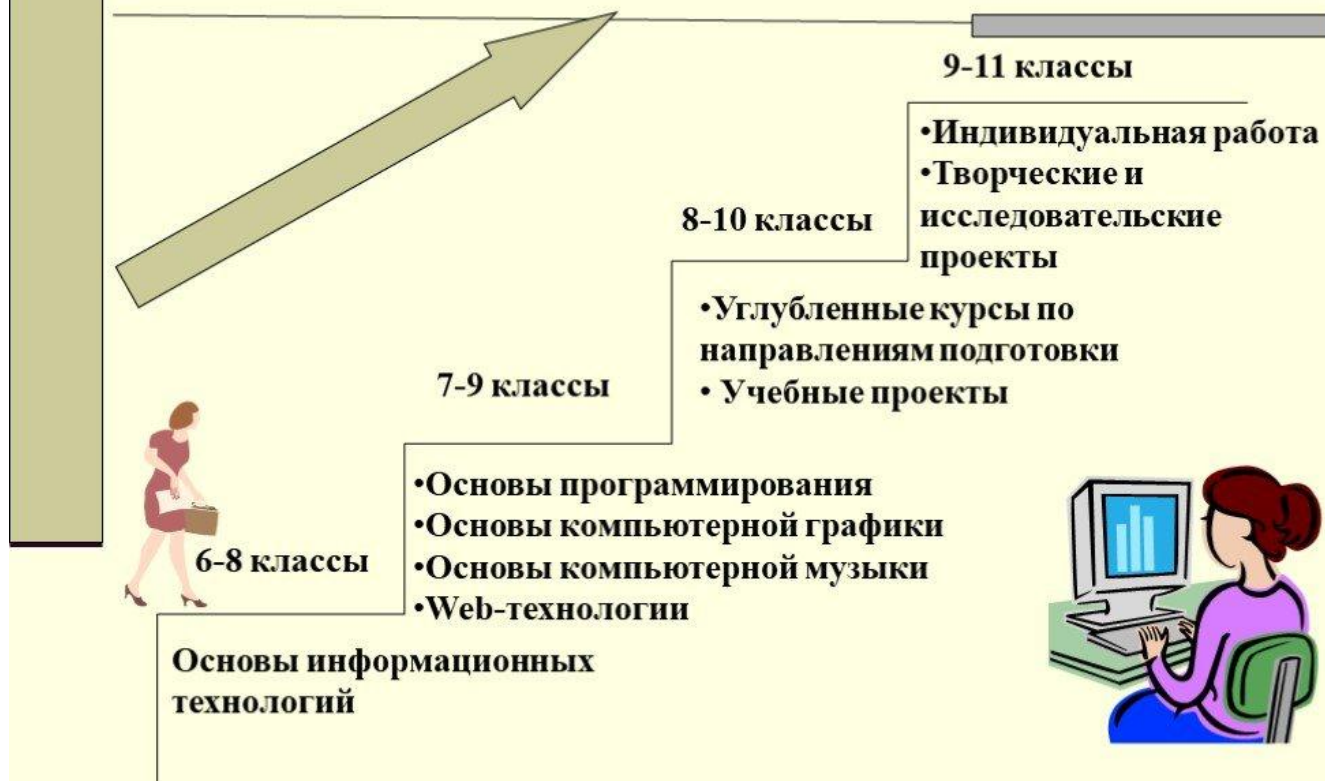 9-11 классы
•Индивидуальная работа
•Творческие и
исследовательские
проекты
8-10 классы
•Углубленные курсы по
направлениям подготовки
• Учебные проекты
7-9 классы
•Основы программирования
•Основы компьютерной графики
•Основы компьютерной музыки
•Web-технологии
6-8 классы
Основы информационных
технологий